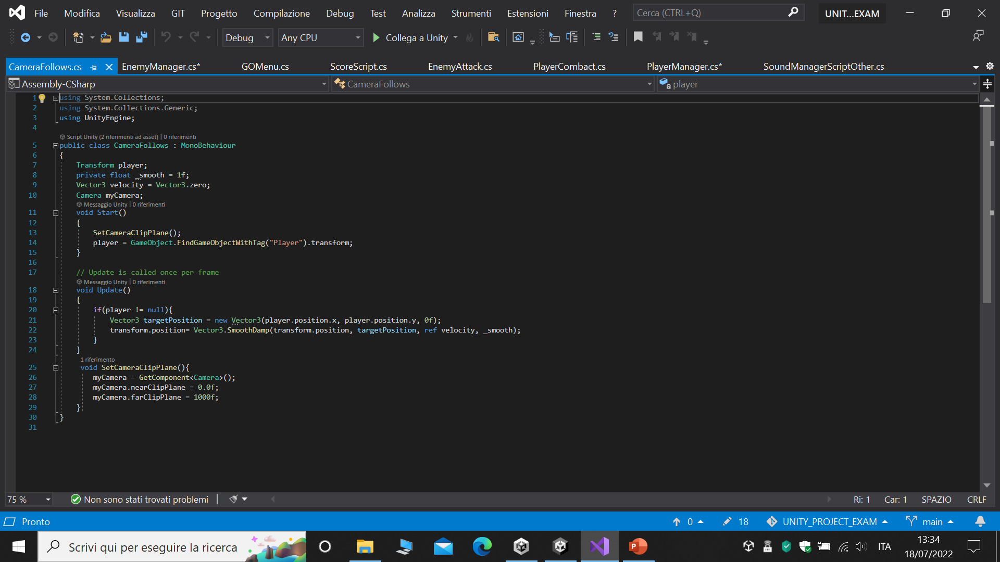 File Modifica Visualizza GIT Progetto Compilazione Debug Test Analizza Strumenti Estensioni Finestra ? Cerca (CTRL+Q) UNIT...EXAM
Debug Any CPU Collega a Unity
CameraFollows.cs EnemyManager.cs* GOMenu.cs ScoreScript.cs EnemyAttack.cs PlayerCombact.cs PlayerManager.cs* SoundManagerScriptOther.cs
Assembly-CSharp CameraFollows player
1 using System.Collections;
2 using System.Collections.Generic;
3 using UnityEngine;
4
Script Unity (2 riferimenti ad asset) | 0 riferimenti
5 public class CameraFollows : MonoBehaviour
6 {
7 Transform player;
8 private float _smooth = 1f;
9 Vector3 velocity = Vector3.zero;
10 Camera myCamera;
Messaggio Unity | 0 riferimenti
11 void Start()
12 {
13 SetCameraClipPlane();
14 player = GameObject.FindGameObjectWithTag("Player").transform;
15 }
16
17 // Update is called once per frame
Messaggio Unity | 0 riferimenti
18 void Update()
19 {
20 if(player != null){
21 Vector3 targetPosition = new Vector3(player.position.x, player.position.y, 0f);
22 transform.position= Vector3.SmoothDamp(transform.position, targetPosition, ref velocity, _smooth);
23 }
24 }
1 riferimento
25 void SetCameraClipPlane(){
26 myCamera = GetComponent<Camera>();
27 myCamera.nearClipPlane = 0.0f;
28 myCamera.farClipPlane = 1000f;
29 }
30 }
31
75 % Non sono stati trovati problemi Ri: 1 Car: 1 SPAZIO CRLF
Pronto 0 18 UNITY_PROJECT_EXAM main
Scrivi qui per eseguire la ricerca P ITA 13:34
18/07/2022